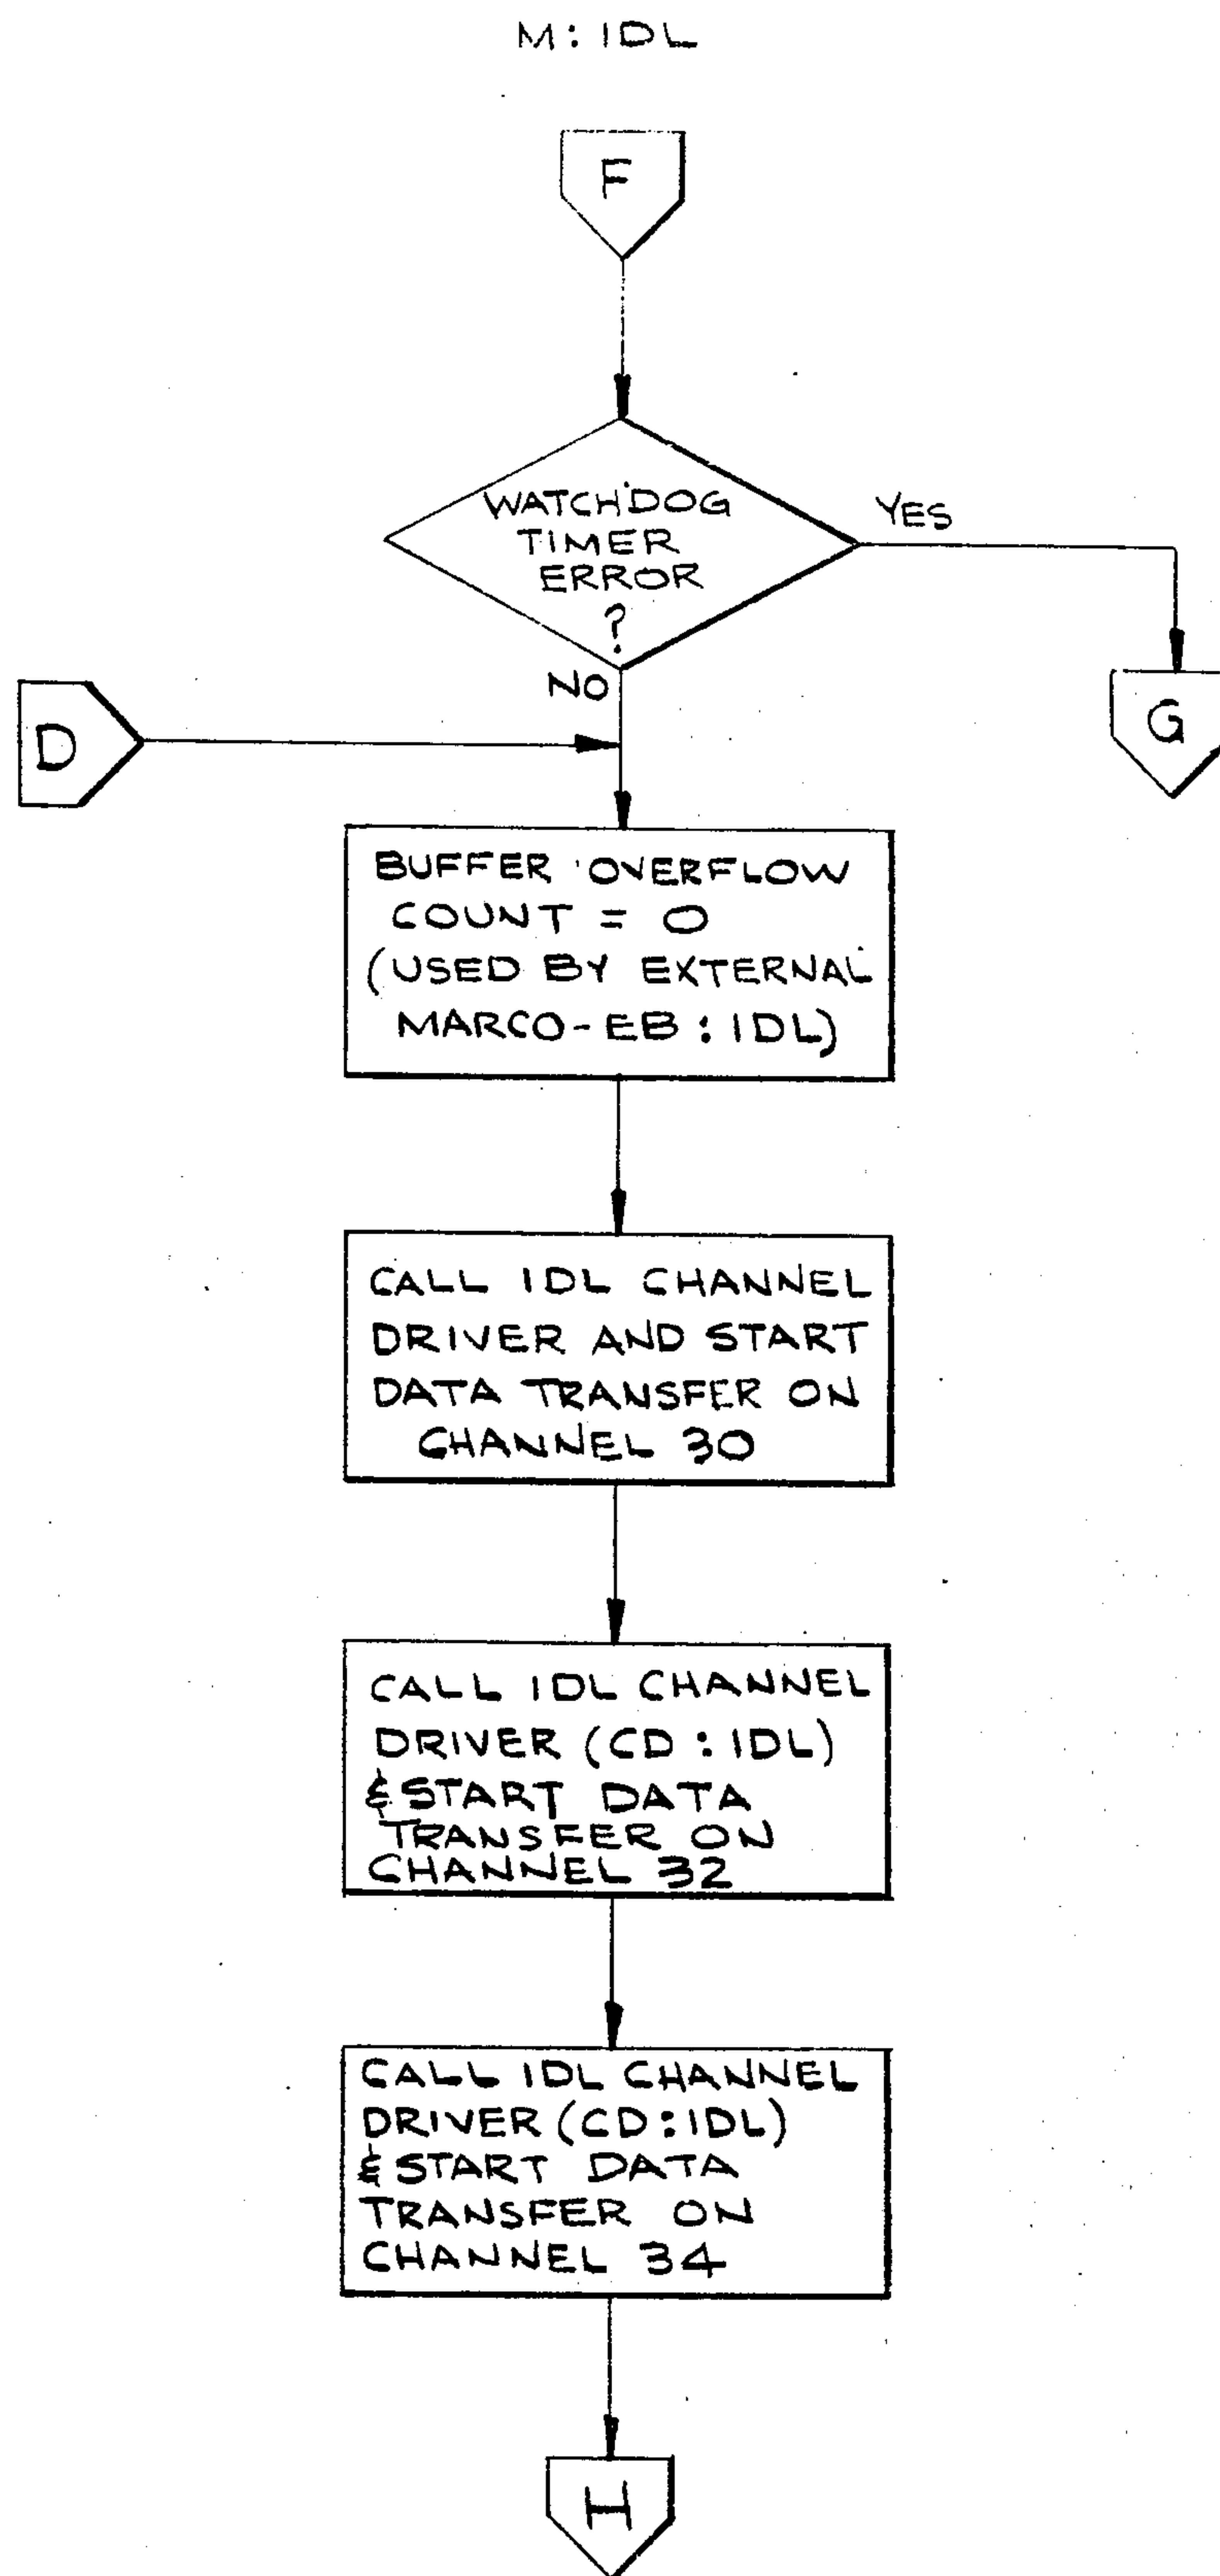 M: IDL
F
WATCHDOG
TIMER
ERROR
?
YES
NO
D
G
BUFFER OVERFLOW
COUNT = 0
(USED BY EXTERNAL
MARCO-EB : IDL)
CALL IDL CHANNEL
DRIVER AND START
DATA TRANSFER ON
CHANNEL 30
CALL IDL CHANNEL
DRIVER (CD : IDL)
& START DATA
TRANSFER ON
CHANNEL 32
CALL IDL CHANNEL
DRIVER (CD : IDL)
& START DATA
TRANSFER ON
CHANNEL 34
H